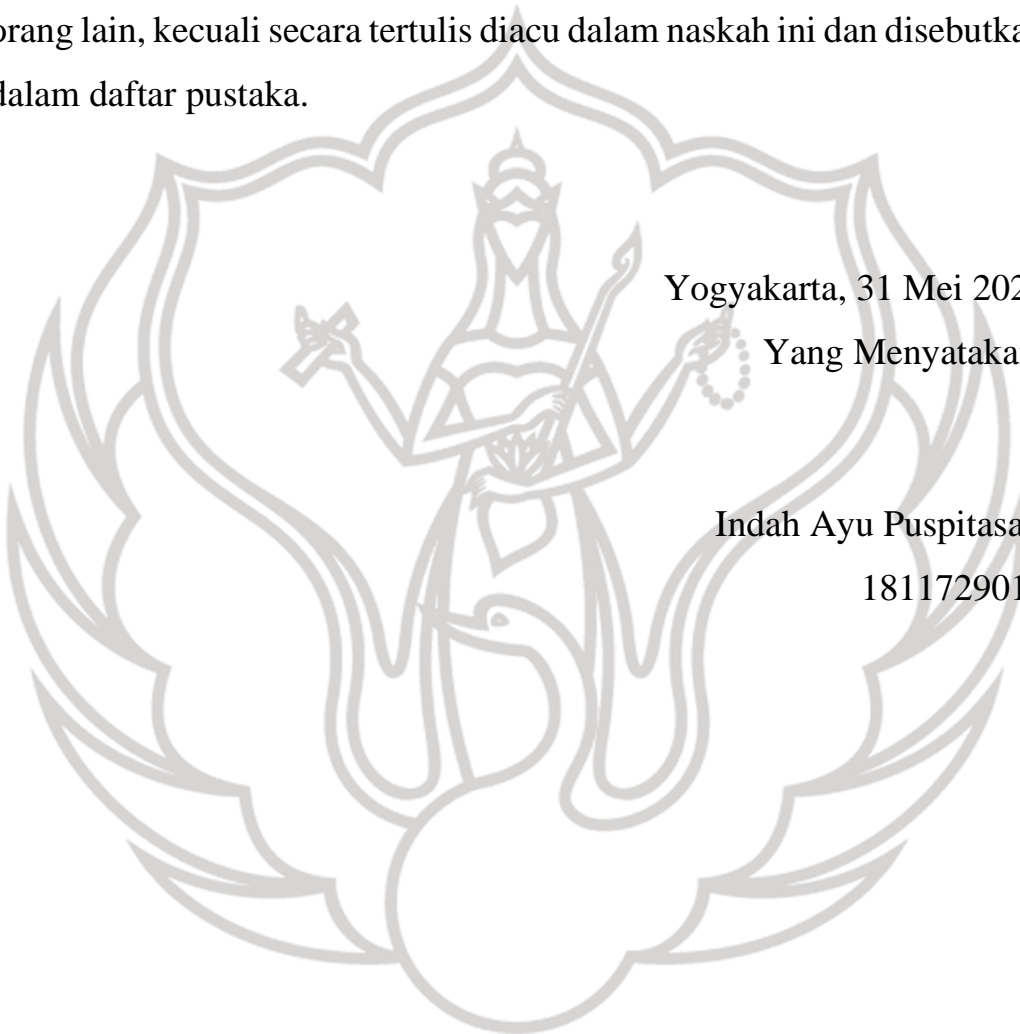 orang lain, kecuali secara tertulis diacu dalam naskah ini dan disebutka
dalam daftar pustaka.
Yogyakarta, 31 Mei 202
Yang Menyataka
Indah Ayu Puspitasa
181172901